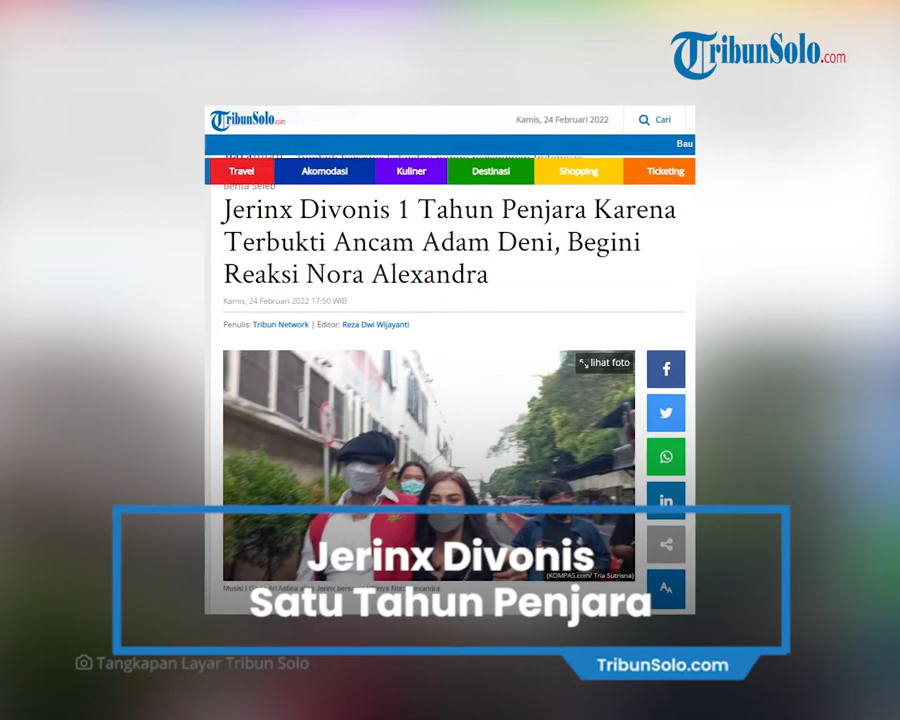 TribunSolo.com
TribunSolo.com
Kamis, 24 Februari 2022
Cari
Bau
Travel
Akomodasi
Kuliner
Destinasi
Shopping
Ticketing
Berita Seleb
Jerinx Divonis 1 Tahun Penjara Karena
Terbukti Ancam Adam Deni, Begini
Reaksi Nora Alexandra
Kamis, 24 Februari 2022 17:50 WIB
Penulis: Tribun Network | Editor: Reza Dwi Wijayanti
lihat foto
(KOMPAS.com/ Tria Sutrisna)
Jerinx Divonis
Satu Tahun Penjara
Tangkapan Layar Tribun Solo
TribunSolo.com